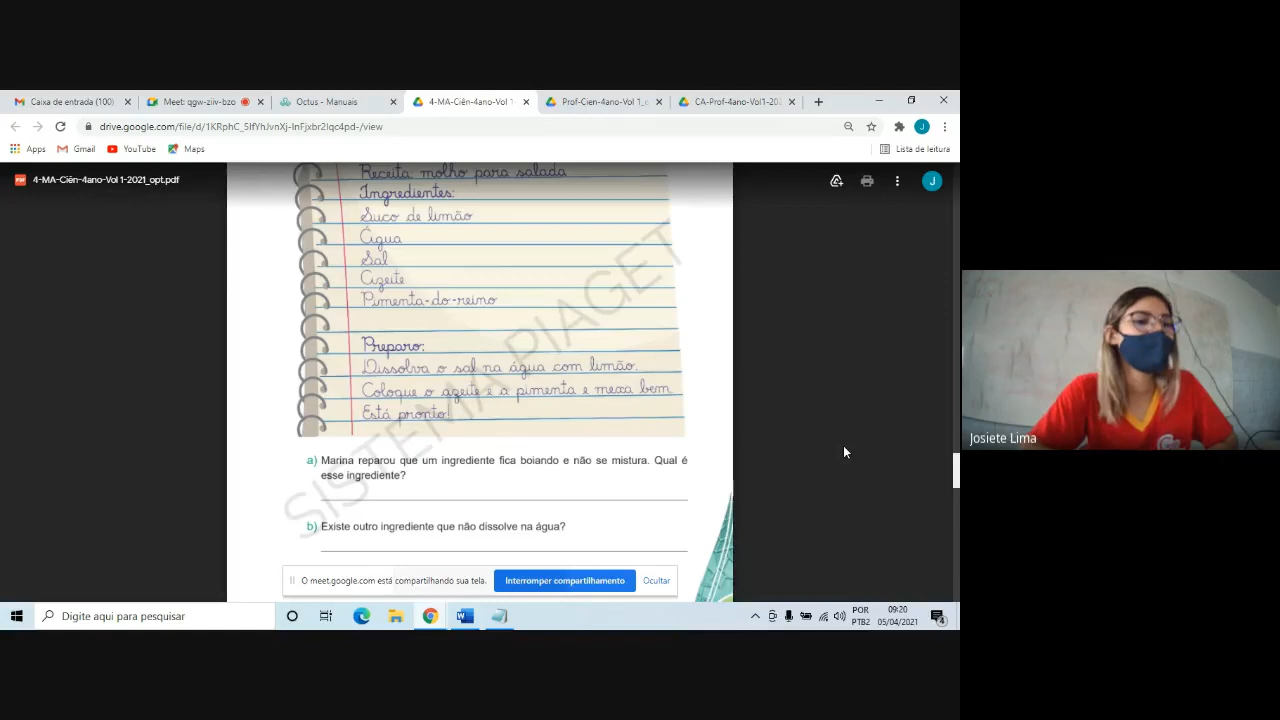 Caixa de entrada (100)
Meet: qgw-ziiv-bzo
Octus - Manuais
4-MA-Ciên-4ano-Vol 1-
Prof-Cien-4ano-Vol 1_o
CA-Prof-4ano-Vol1-202
drive.google.com/file/d/1KRphC_5IfYhJvnXj-lnFjxbr2Iqc4pd-/view
Apps
Gmail
YouTube
Maps
Lista de leitura
4-MA-Ciên-4ano-Vol 1-2021_opt.pdf
J
J
Receita molho para salada
Ingredientes:
Suco de limão
Água
Sal
Azeite
Pimenta-do-reino
Preparo:
Dissolva o sal na água com limão.
Coloque o azeite e a pimenta e mexa bem.
Está pronto!
SISTEMA PIAGET
a) Marina reparou que um ingrediente fica boiando e não se mistura. Qual é
esse ingrediente?
b) Existe outro ingrediente que não dissolve na água?
O meet.google.com está compartilhando sua tela.
Interromper compartilhamento
Ocultar
Josiete Lima
Digite aqui para pesquisar
POR
PTB2
09:20
05/04/2021
4